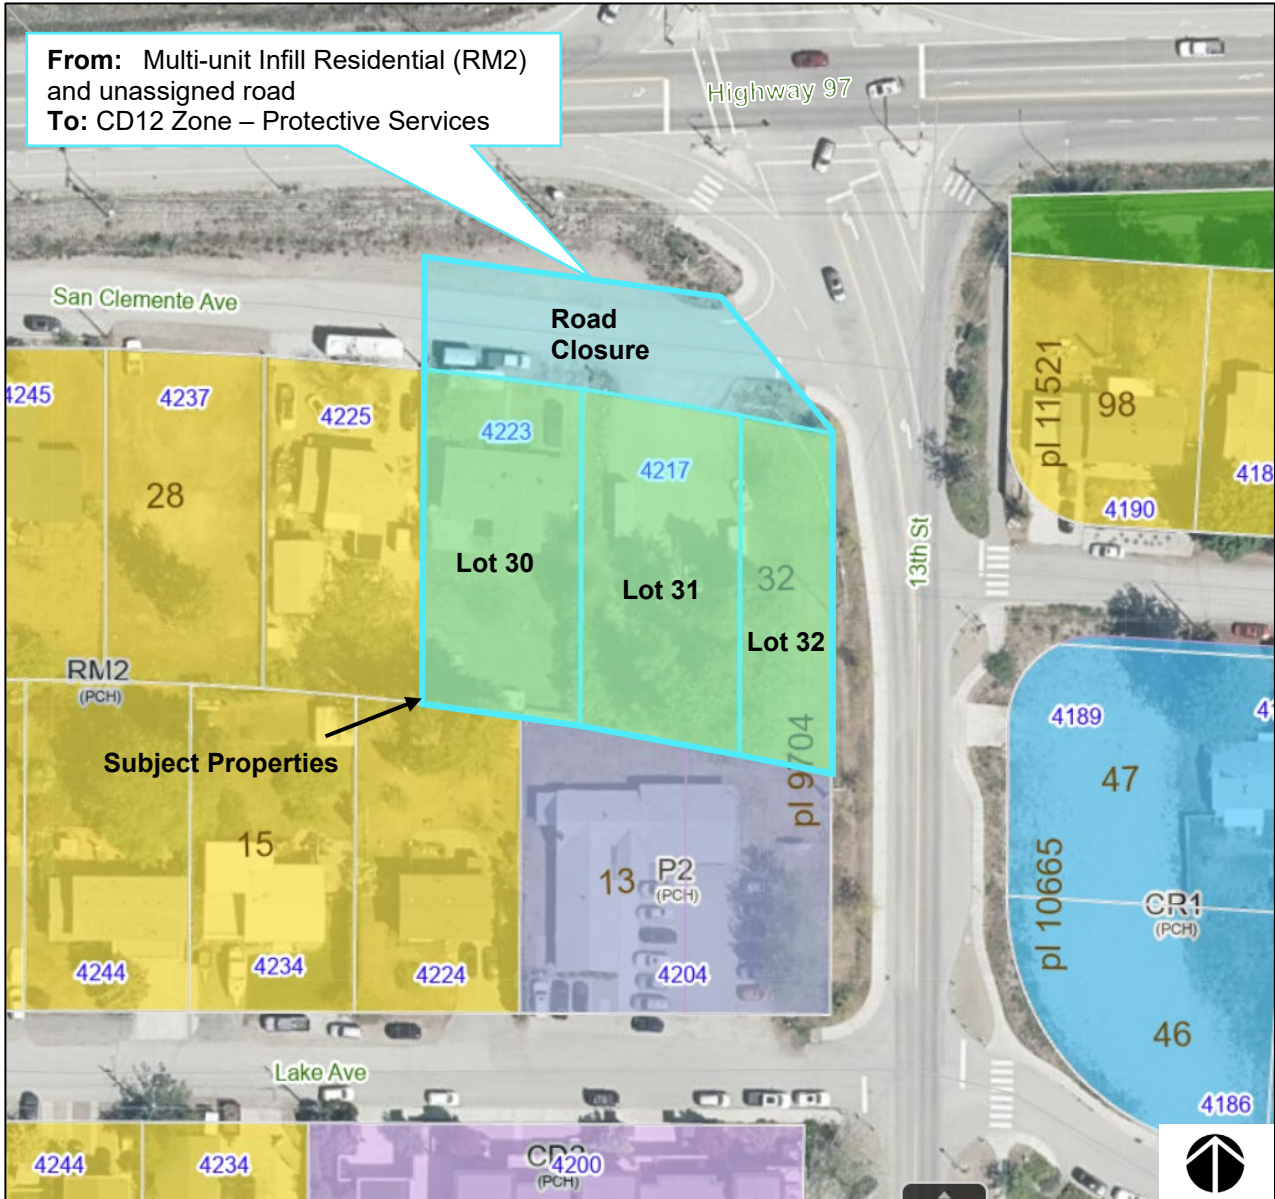 From: Multi-unit Infill Residential (RM2)
and unassigned road
To: CD12 Zone – Protective Services
Highway 97
San Clemente Ave
Road
Closure
4245
4237
4225
4223
4217
28
Lot 30
Lot 31
32
Lot 32
13th St
pl 11521
98
4190
418
RM2
(PCH)
Subject Properties
pl 9704
4189
47
pl 10665
CR1
(PCH)
46
4186
15
13
P2
(PCH)
4244
4234
4224
4204
Lake Ave
4244
4234
4200
(PCH)